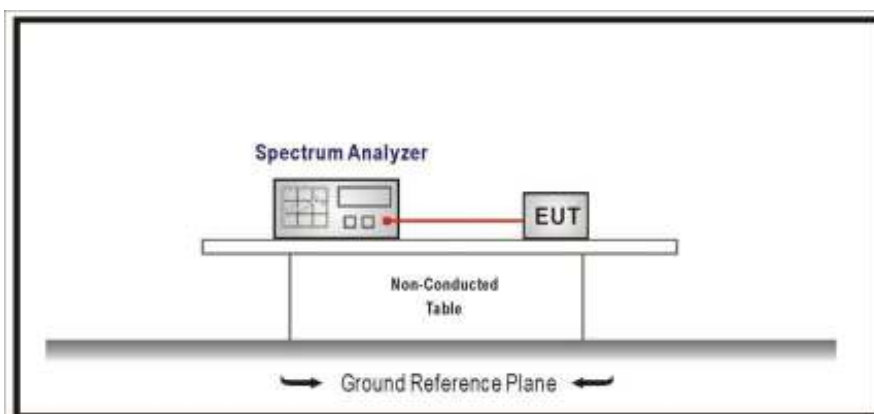 Spectrum Analyzer
EUT
Non-Conducted
Table
Ground Reference Plane